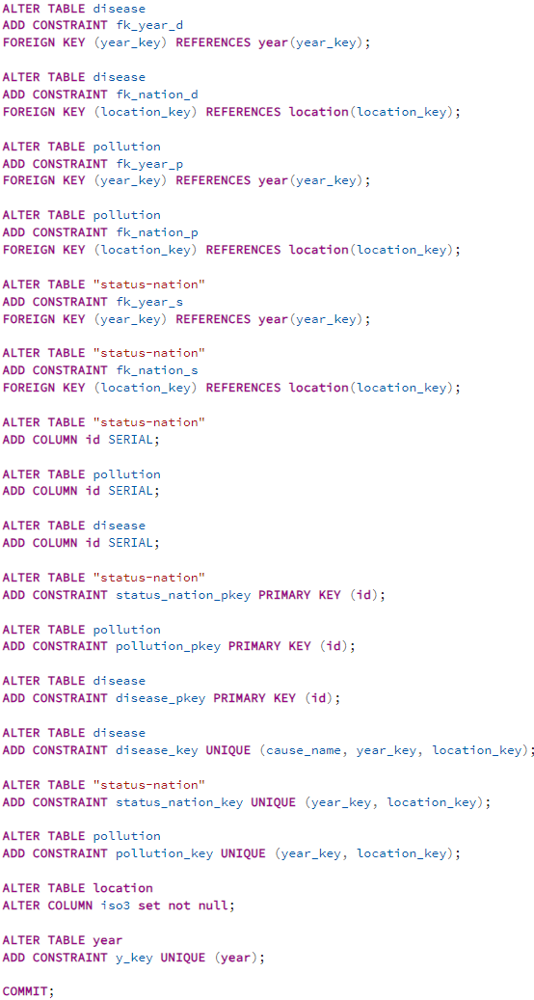 ALTER TABLE disease
ADD CONSTRAINT fk_year_d
FOREIGN KEY (year_key) REFERENCES year(year_key);
ALTER TABLE disease
ADD CONSTRAINT fk_nation_d
FOREIGN KEY (location_key) REFERENCES location(location_key);
ALTER TABLE pollution
ADD CONSTRAINT fk_year_p
FOREIGN KEY (year_key) REFERENCES year(year_key);
ALTER TABLE pollution
ADD CONSTRAINT fk_nation_p
FOREIGN KEY (location_key) REFERENCES location(location_key);
ALTER TABLE "status-nation"
ADD CONSTRAINT fk_year_s
FOREIGN KEY (year_key) REFERENCES year(year_key);
ALTER TABLE "status-nation"
ADD CONSTRAINT fk_nation_s
FOREIGN KEY (location_key) REFERENCES location(location_key);
ALTER TABLE "status-nation"
ADD COLUMN id SERIAL;
ALTER TABLE pollution
ADD COLUMN id SERIAL;
ALTER TABLE disease
ADD COLUMN id SERIAL;
ALTER TABLE "status-nation"
ADD CONSTRAINT status_nation_pkey PRIMARY KEY (id);
ALTER TABLE pollution
ADD CONSTRAINT pollution_pkey PRIMARY KEY (id);
ALTER TABLE disease
ADD CONSTRAINT disease_pkey PRIMARY KEY (id);
ALTER TABLE disease
ADD CONSTRAINT disease_key UNIQUE (cause_name, year_key, location_key);
ALTER TABLE "status-nation"
ADD CONSTRAINT status_nation_key UNIQUE (year_key, location_key);
ALTER TABLE pollution
ADD CONSTRAINT pollution_key UNIQUE (year_key, location_key);
ALTER TABLE location
ALTER COLUMN iso3 set not null;
ALTER TABLE year
ADD CONSTRAINT y_key UNIQUE (year);
COMMIT;